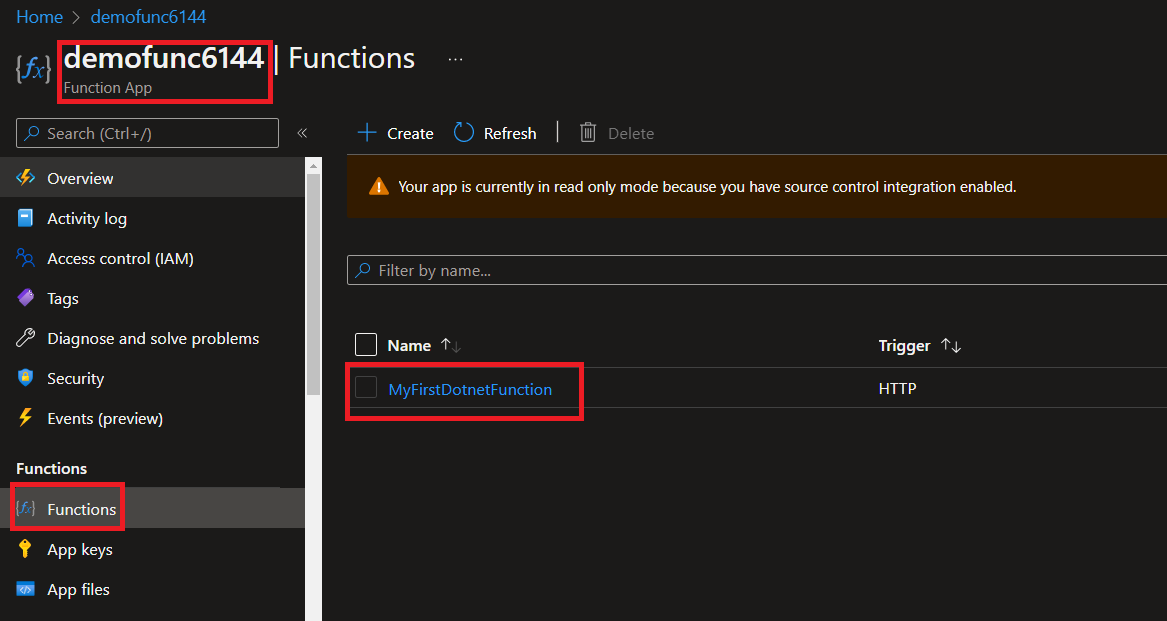 Home > demofunc6144
{fx} demofunc6144 | Functions ...
Function App
Search (Ctrl+/) «
Create Refresh | Delete
Your app is currently in read only mode because you have source control integration enabled.
Overview
Activity log
Access control (IAM)
Tags
Diagnose and solve problems
Security
Events (preview)
Functions
{fx} Functions
App keys
App files
Filter by name...
Name ↑↓ Trigger ↑↓
MyFirstDotnetFunction HTTP